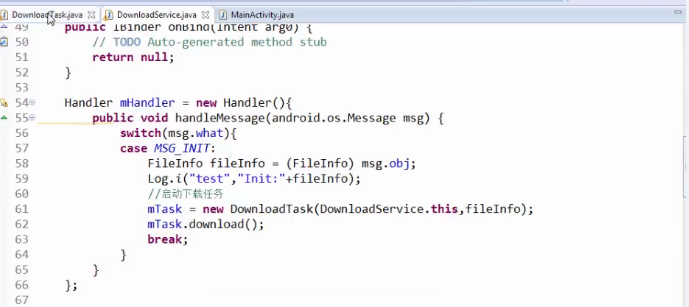 DownloadTask.java DownloadService.java MainActivity.java
49 public IBinder onBind(Intent arg0) {
50 // TODO Auto-generated method stub
51 return null;
52 }
53
54 Handler mHandler = new Handler(){
55 public void handleMessage(android.os.Message msg) {
56 switch(msg.what){
57 case MSG_INIT:
58 FileInfo fileInfo = (FileInfo) msg.obj;
59 Log.i("test","Init:"+fileInfo);
60 //启动下载任务
61 mTask = new DownloadTask(DownloadService.this,fileInfo);
62 mTask.download();
63 break;
64 }
65 }
66 };
67